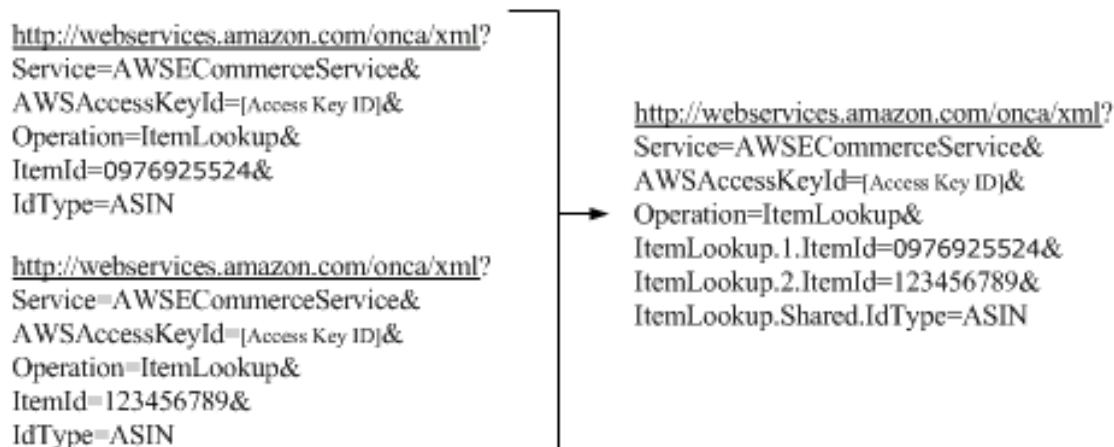 http://webservices.amazon.com/onca/xml?
Service=AWSECommerceService&
AWSAccessKeyId=[Access Key ID]&
Operation=ItemLookup&
ItemId=0976925524&
IdType=ASIN
http://webservices.amazon.com/onca/xml?
Service=AWSECommerceService&
AWSAccessKeyId=[Access Key ID]&
Operation=ItemLookup&
ItemId=123456789&
IdType=ASIN
http://webservices.amazon.com/onca/xml?
Service=AWSECommerceService&
AWSAccessKeyId=[Access Key ID]&
Operation=ItemLookup&
ItemLookup.1.ItemId=0976925524&
ItemLookup.2.ItemId=123456789&
ItemLookup.Shared.IdType=ASIN